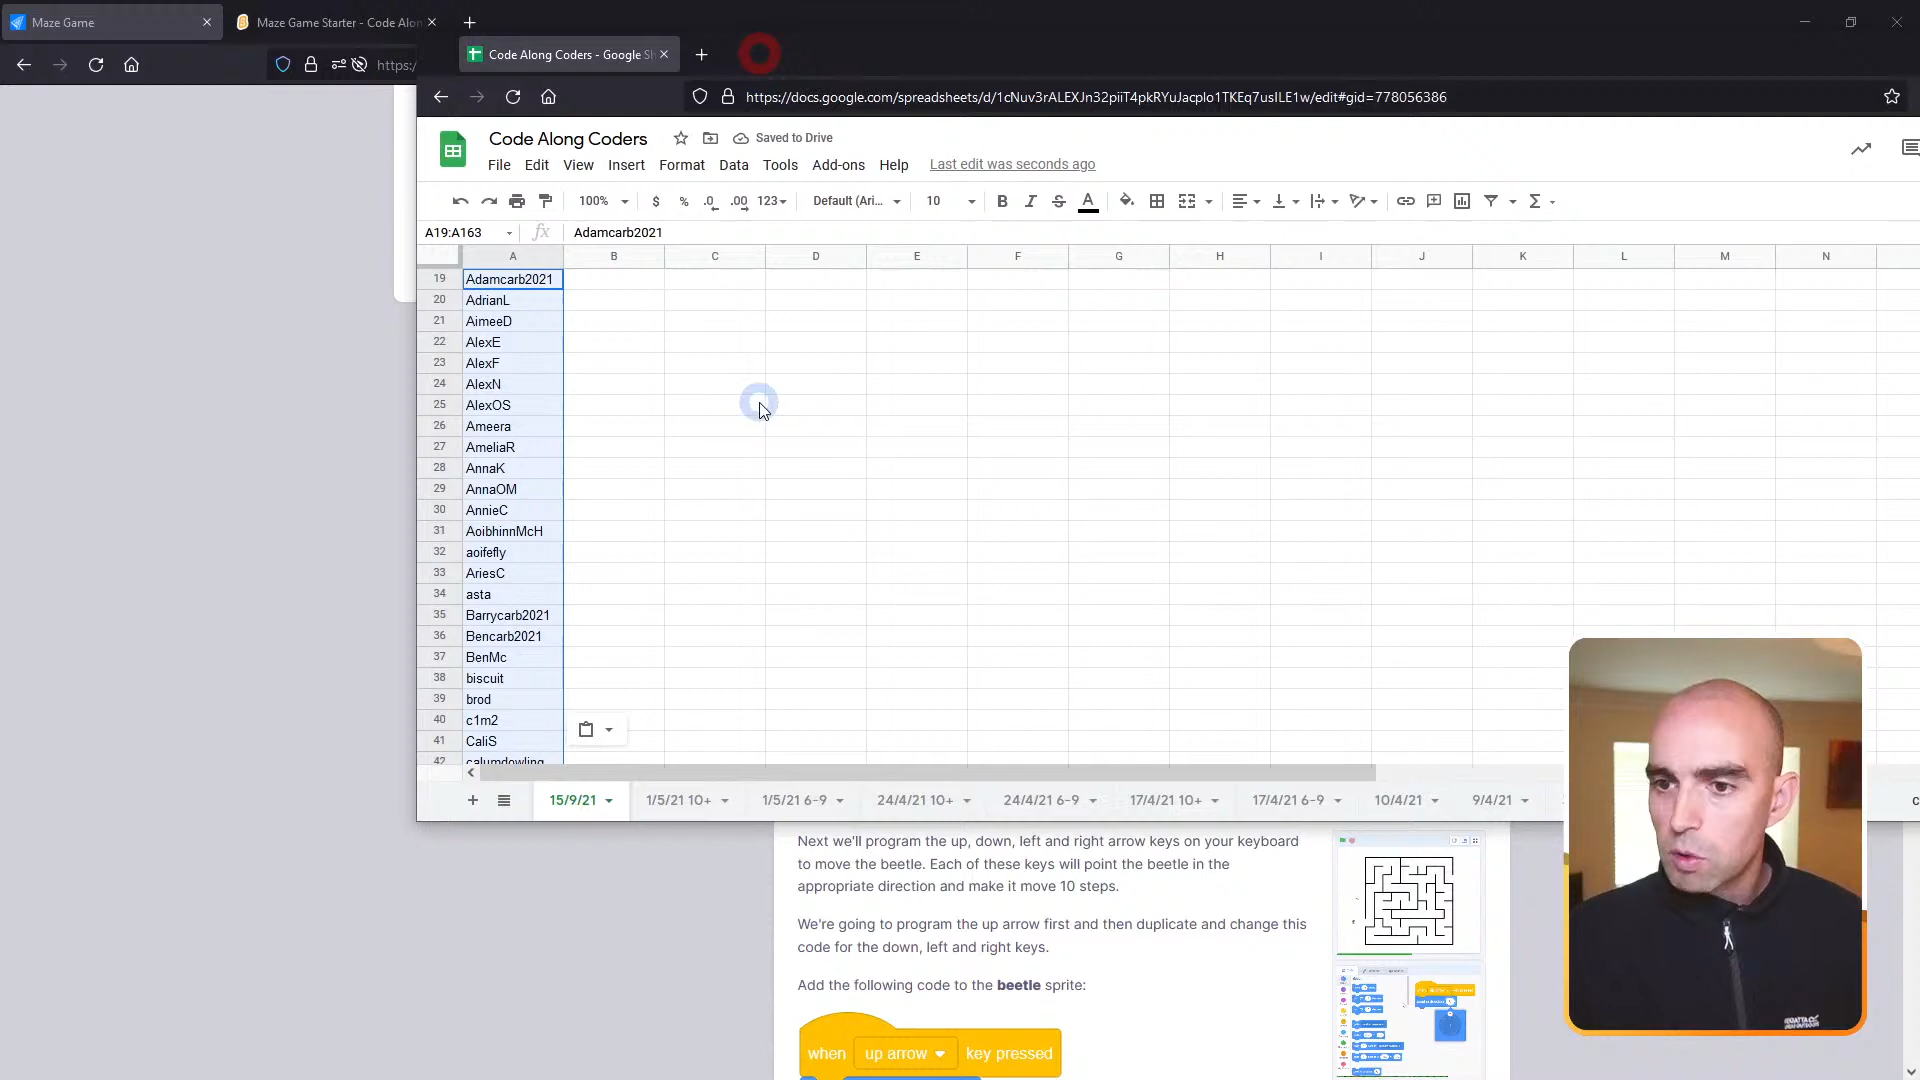 Maze Game
Maze Game Starter - Code Alon
Code Along Coders - Google Sh
https:/
https://docs.google.com/spreadsheets/d/1cNuv3rALEXJn32piiT4pkRYuJacplo1TKEq7usILE1w/edit#gid=778056386
Code Along Coders
Saved to Drive
File Edit View Insert Format Data Tools Add-ons Help Last edit was seconds ago
100% $ % .0 .00 123 Default (Ari... 10 B I S A
A19:A163 fx Adamcarb2021
A B C D E F G H I J K L M N
19 Adamcarb2021
20 AdrianL
21 AimeeD
22 AlexE
23 AlexF
24 AlexN
25 AlexOS
26 Ameera
27 AmeliaR
28 AnnaK
29 AnnaOM
30 AnnieC
31 AoibhinnMcH
32 aoifefly
33 AriesC
34 asta
35 Barrycarb2021
36 Bencarb2021
37 BenMc
38 biscuit
39 brod
40 c1m2
41 CaliS
42 calumdowling
15/9/21 1/5/21 10+ 1/5/21 6-9 24/4/21 10+ 24/4/21 6-9 17/4/21 10+ 17/4/21 6-9 10/4/21 9/4/21
Next we'll program the up, down, left and right arrow keys on your keyboard
to move the beetle. Each of these keys will point the beetle in the
appropriate direction and make it move 10 steps.
We're going to program the up arrow first and then duplicate and change this
code for the down, left and right keys.
Add the following code to the beetle sprite:
when up arrow key pressed